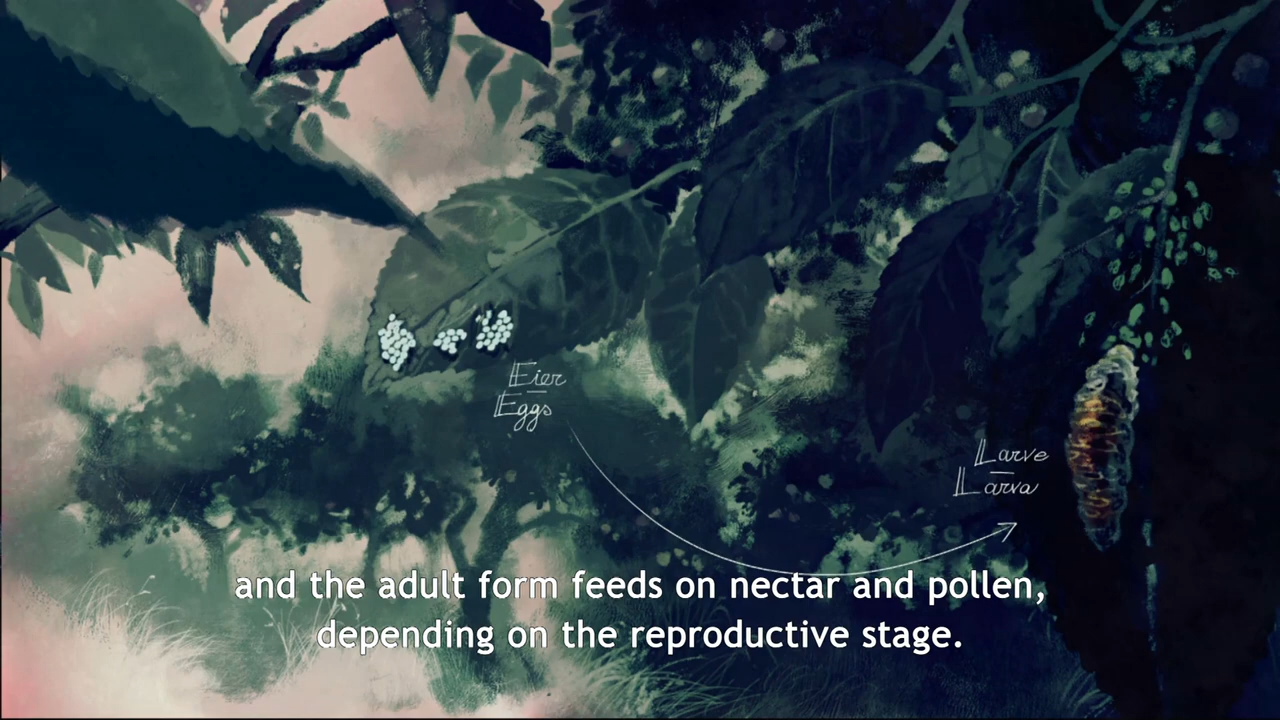 Eier
Eggs
Larve
Larva
and the adult form feeds on nectar and pollen,
depending on the reproductive stage.